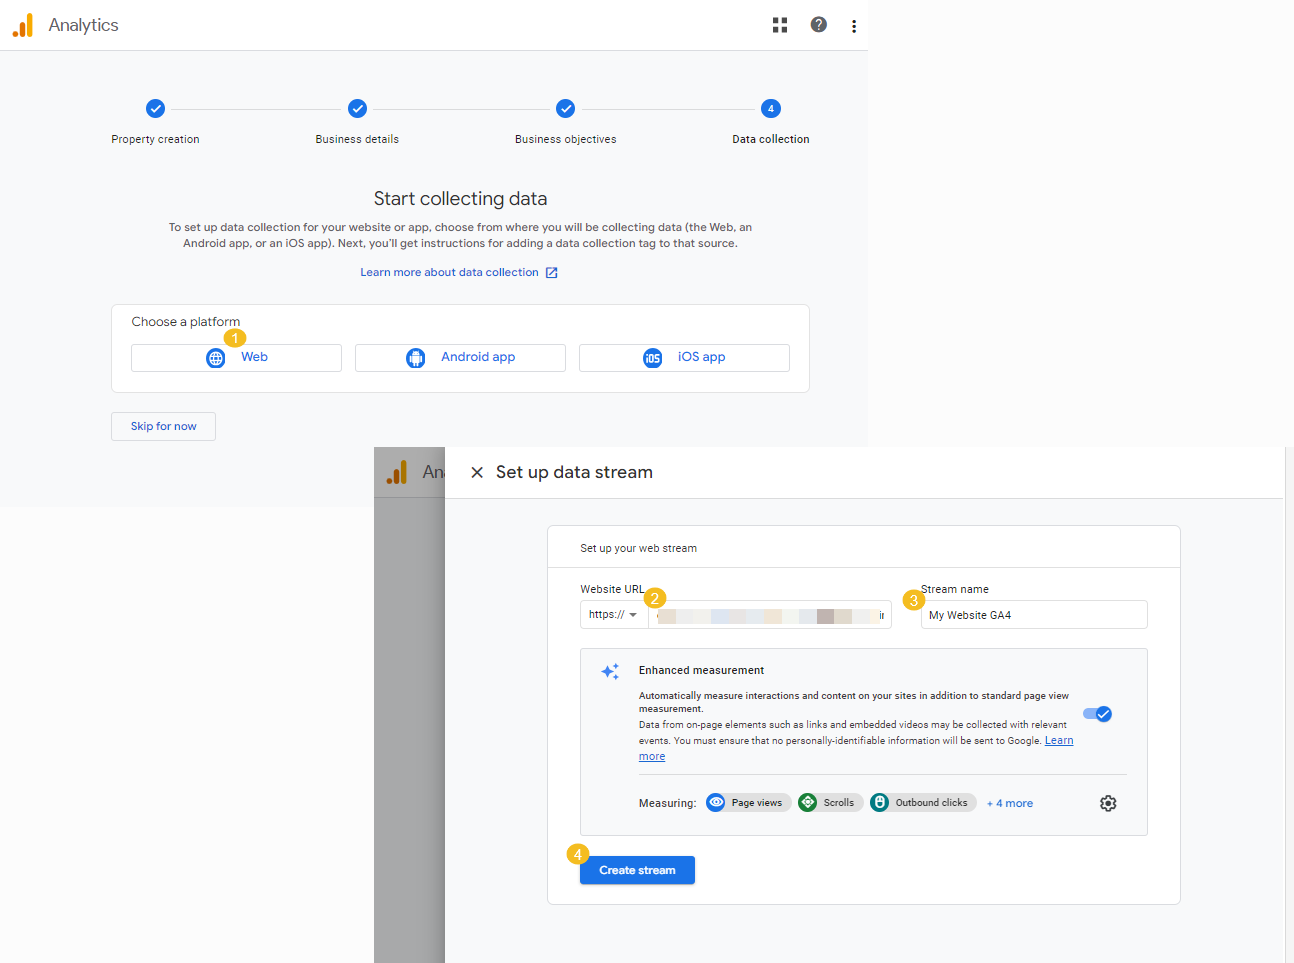 Analytics
4
Property creation
Business details
Business objectives
Data collection
Start collecting data
To set up data collection for your website or app, choose from where you will be collecting data (the Web, an
Android app, or an iOS app). Next, you'll get instructions for adding a data collection tag to that source.
Learn more about data collection
Choose a platform
1
Web
Android app
iOS
iOS app
Skip for now
An
Set up data stream
Set up your web stream
Website URL
2
Stream name
3
https://
My Website GA4
Enhanced measurement
Automatically measure interactions and content on your sites in addition to standard page view
measurement.
Data from on-page elements such as links and embedded videos may be collected with relevant
events. You must ensure that no personally-identifiable information will be sent to Google. Learn
more
Measuring:
Page views
Scrolls
Outbound clicks
+ 4 more
4
Create stream